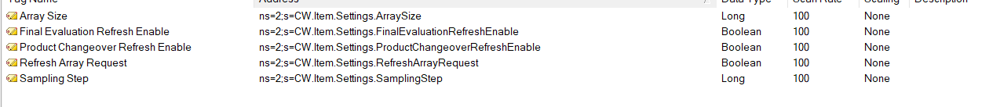 Tag Name Address Data Type Scan Rate Scaling Description
Array Size ns=2;s=CW.Item.Settings.ArraySize Long 100 None
Final Evaluation Refresh Enable ns=2;s=CW.Item.Settings.FinalEvaluationRefreshEnable Boolean 100 None
Product Changeover Refresh Enable ns=2;s=CW.Item.Settings.ProductChangeoverRefreshEnable Boolean 100 None
Refresh Array Request ns=2;s=CW.Item.Settings.RefreshArrayRequest Boolean 100 None
Sampling Step ns=2;s=CW.Item.Settings.SamplingStep Long 100 None